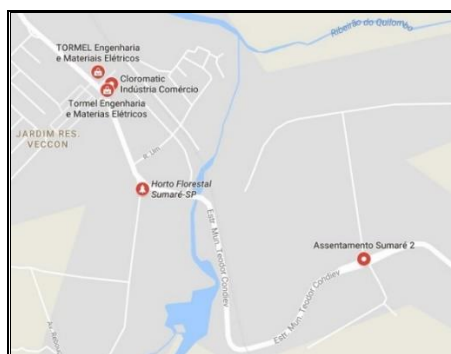 Ribeirão do Quilombo
TORMEL Engenharia
e Materiais Elétricos
Cloromatic
Indústria Comércio
Tormel Engenharia
e Materias Elétricos
JARDIM RES.
VECCON
R. Um
Horto Florestal
Sumaré-SP
Estr. Mun. Teodor Condiev
Assentamento Sumaré 2
Estr. Mun. Teodor Condiev